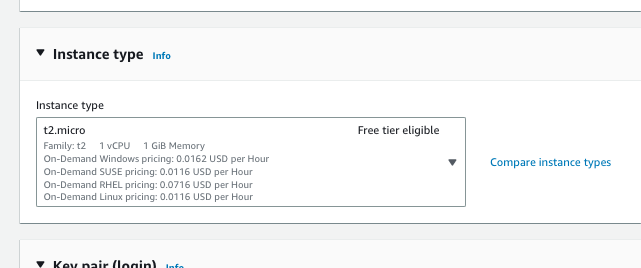 Instance type Info
Instance type
t2.micro Free tier eligible
Family: t2 1 vCPU 1 GiB Memory
On-Demand Windows pricing: 0.0162 USD per Hour
On-Demand SUSE pricing: 0.0116 USD per Hour
On-Demand RHEL pricing: 0.0716 USD per Hour
On-Demand Linux pricing: 0.0116 USD per Hour
Compare instance types
Key pair (login) Info